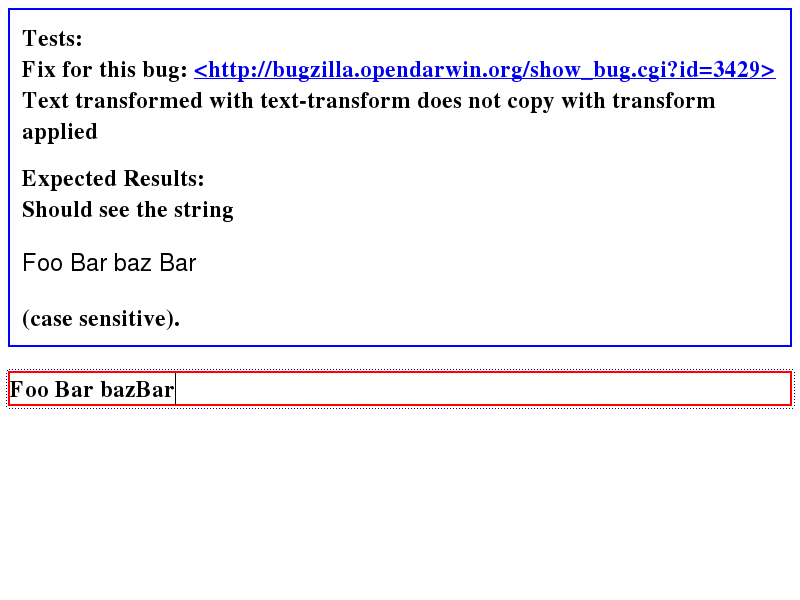 Tests:
Fix for this bug: <http://bugzilla.opendarwin.org/show_bug.cgi?id=3429>
Text transformed with text-transform does not copy with transform
applied
Expected Results:
Should see the string
Foo Bar baz Bar
(case sensitive).
Foo Bar bazBar